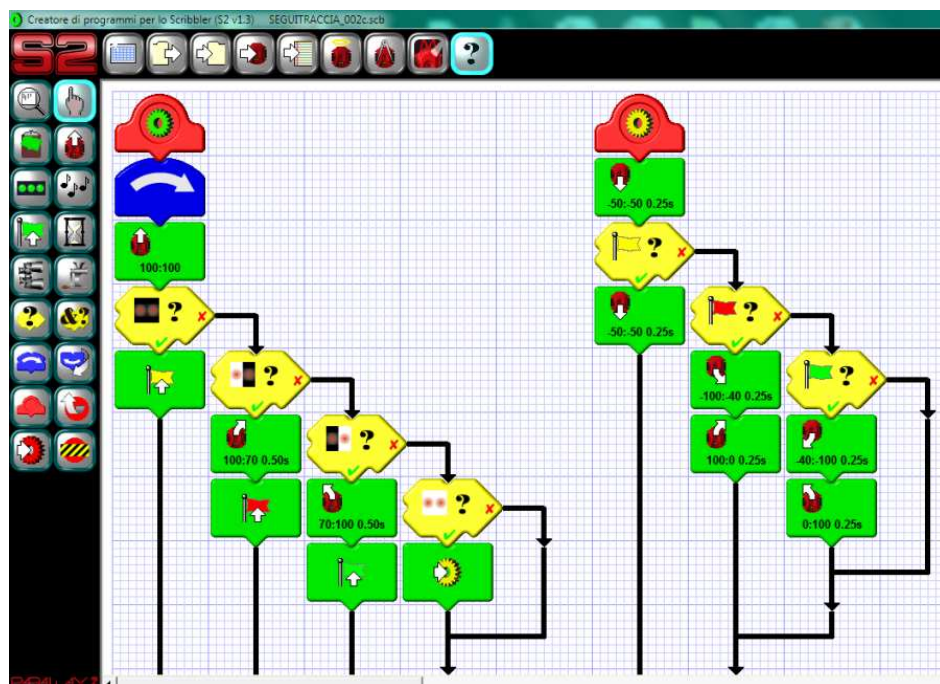 Creatore di programmi per lo Scribbler (S2 v1.3) SEGUITRACCIA_002c.scb
S2
-50:-50 0.25s
100:100
?
?
-50:-50 0.25s
?
?
?
-100:-40 0.25s
?
100:70 0.50s
?
100:0 0.25s
-40:-100 0.25s
70:100 0.50s
?
0:100 0.25s